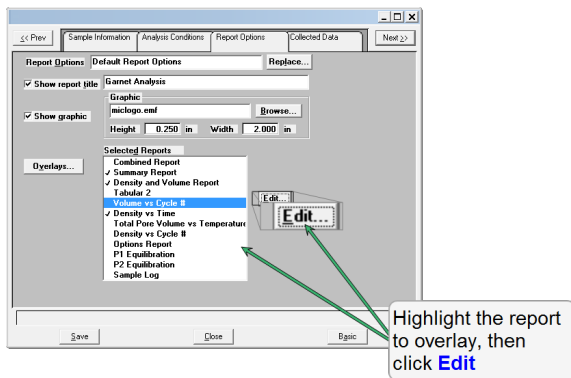 << Prev
Sample Information
Analysis Conditions
Report Options
Collected Data
Next >>
Report Options Default Report Options Replace...
✓ Show report title Garnet Analysis
Graphic
✓ Show graphic miclogo.emf Browse...
Height 0.250 in Width 2.000 in
Overlays...
Selected Reports
Combined Report
✓ Summary Report
✓ Density and Volume Report
Tabular 2
Volume vs Cycle #
✓ Density vs Time
Total Pore Volume vs Temperature
Density vs Cycle #
Options Report
P1 Equilibration
P2 Equilibration
Sample Log
Edit...
Edit...
Save Close Basic
Highlight the report
to overlay, then
click Edit